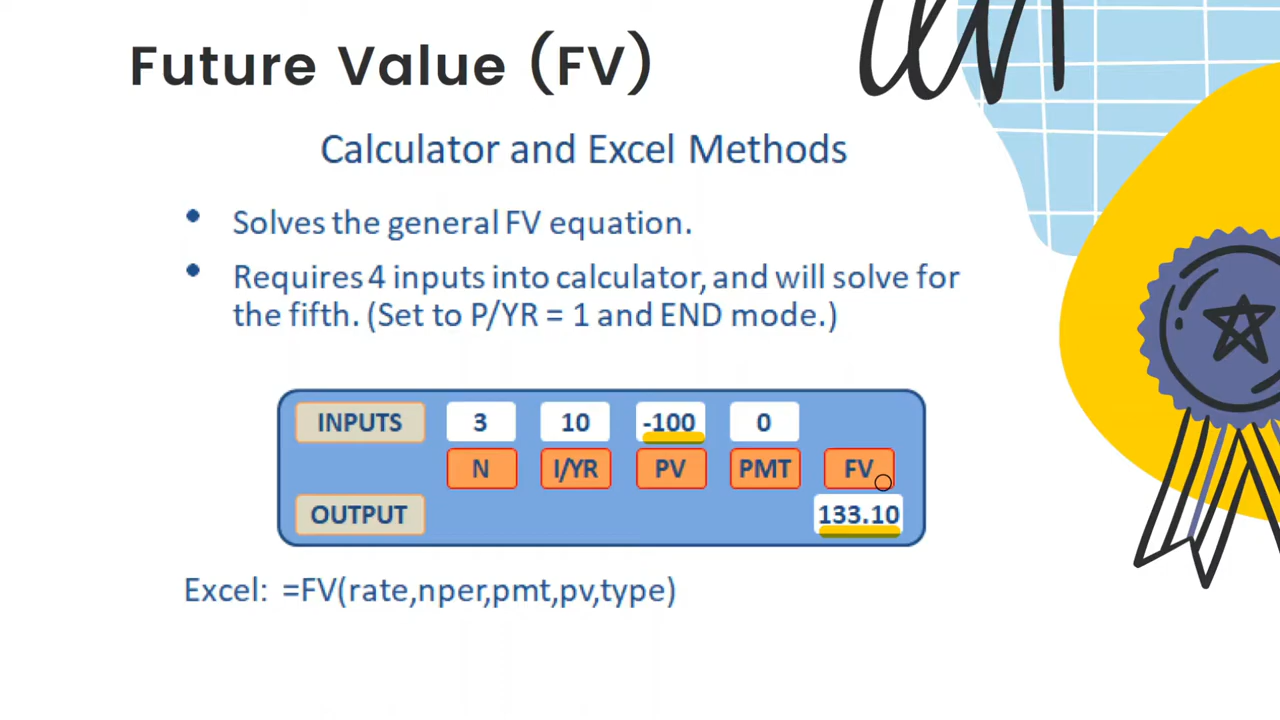 Future Value (FV)
Calculator and Excel Methods
• Solves the general FV equation.
• Requires 4 inputs into calculator, and will solve for
the fifth. (Set to P/YR = 1 and END mode.)
INPUTS 3 10 -100 0
N I/YR PV PMT FV
OUTPUT 133.10
Excel: =FV(rate,nper,pmt,pv,type)